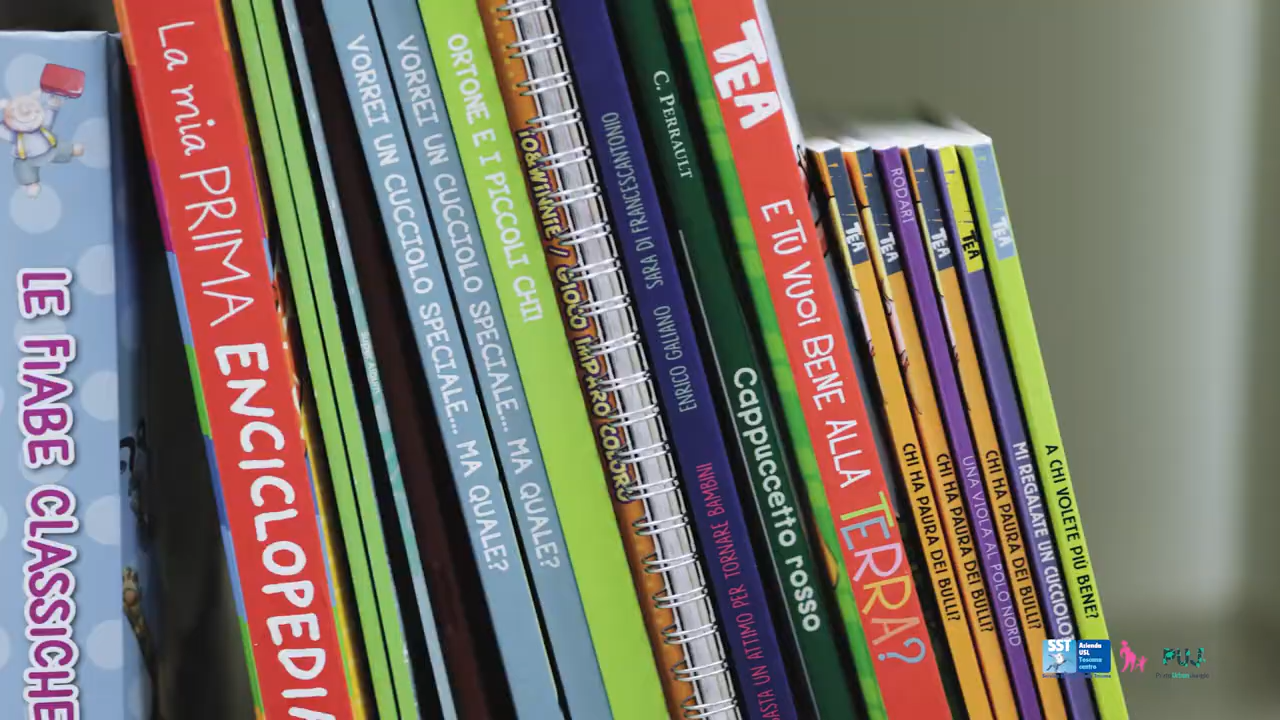 LE FIABE CLASSICHE
La mia PRIMA ENCICLOPEDIA
VORREI UN CUCCIOLO SPECIALE... MA QUALE?
VORREI UN CUCCIOLO SPECIALE... MA QUALE?
ORTONE E I PICCOLI CHI!
IO&WINNIE / GIOCO IMPARO COLORO
ENRICO GALIANO SARA DI FRANCESCANTONIO
BASTA UN ATTIMO PER TORNARE BAMBINI
C. PERRAULT
Cappuccetto rosso
TEA
E TU VUOI BENE ALLA TERRA?
TEA
CHI HA PAURA DEI BULLI?
TEA
CHI HA PAURA DEI BULLI?
RODARI
UNA VIOLA AL POLO NORD
TEA
CHI HA PAURA DEI BULLI?
TEA
MI REGALATE UN CUCCIOLO
TEA
A CHI VOLETE PIÙ BENE?
SST
Azienda
USL
Toscana
centro
PUJ